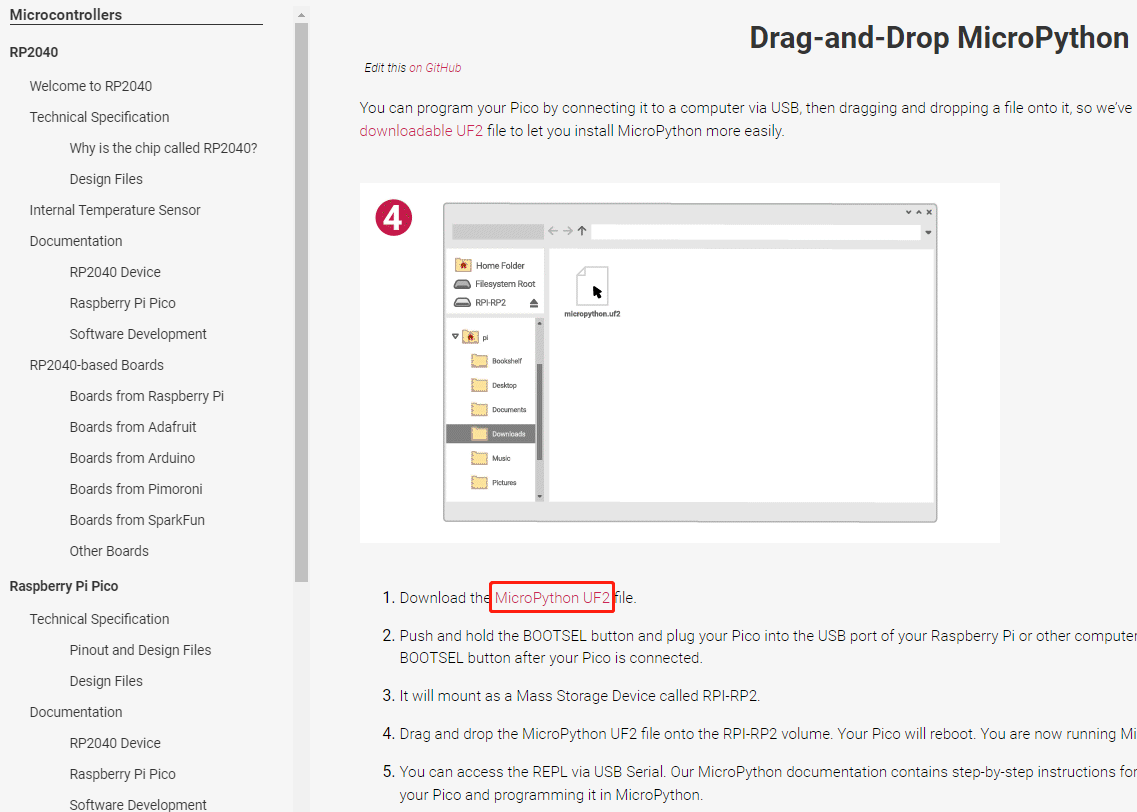 Microcontrollers
RP2040
Welcome to RP2040
Technical Specification
Why is the chip called RP2040?
Design Files
Internal Temperature Sensor
Documentation
RP2040 Device
Raspberry Pi Pico
Software Development
RP2040-based Boards
Boards from Raspberry Pi
Boards from Adafruit
Boards from Arduino
Boards from Pimoroni
Boards from SparkFun
Other Boards
Raspberry Pi Pico
Technical Specification
Pinout and Design Files
Design Files
Documentation
RP2040 Device
Raspberry Pi Pico
Software Development
Drag-and-Drop MicroPython
Edit this on GitHub
You can program your Pico by connecting it to a computer via USB, then dragging and dropping a file onto it, so we've
downloadable UF2 file to let you install MicroPython more easily.
4
Home Folder
Filesystem Root
RPI-RP2
pi
Bookshelf
Desktop
Documents
Downloads
Music
Pictures
micropython.uf2
1. Download the MicroPython UF2 file.
2. Push and hold the BOOTSEL button and plug your Pico into the USB port of your Raspberry Pi or other computer
BOOTSEL button after your Pico is connected.
3. It will mount as a Mass Storage Device called RPI-RP2.
4. Drag and drop the MicroPython UF2 file onto the RPI-RP2 volume. Your Pico will reboot. You are now running Mi
5. You can access the REPL via USB Serial. Our MicroPython documentation contains step-by-step instructions for
your Pico and programming it in MicroPython.